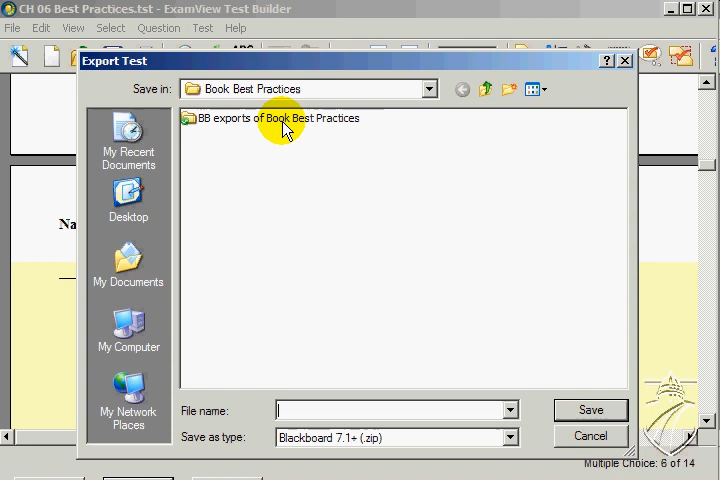 CH 06 Best Practices.tst - ExamView Test Builder
File Edit View Select Question Test Help
Export Test
Save in: Book Best Practices
BB exports of Book Best Practices
My Recent
Documents
Desktop
My Documents
My Computer
My Network
Places
Na
File name: Save
Save as type: Blackboard 7.1+ (.zip) Cancel
Multiple Choice: 6 of 14